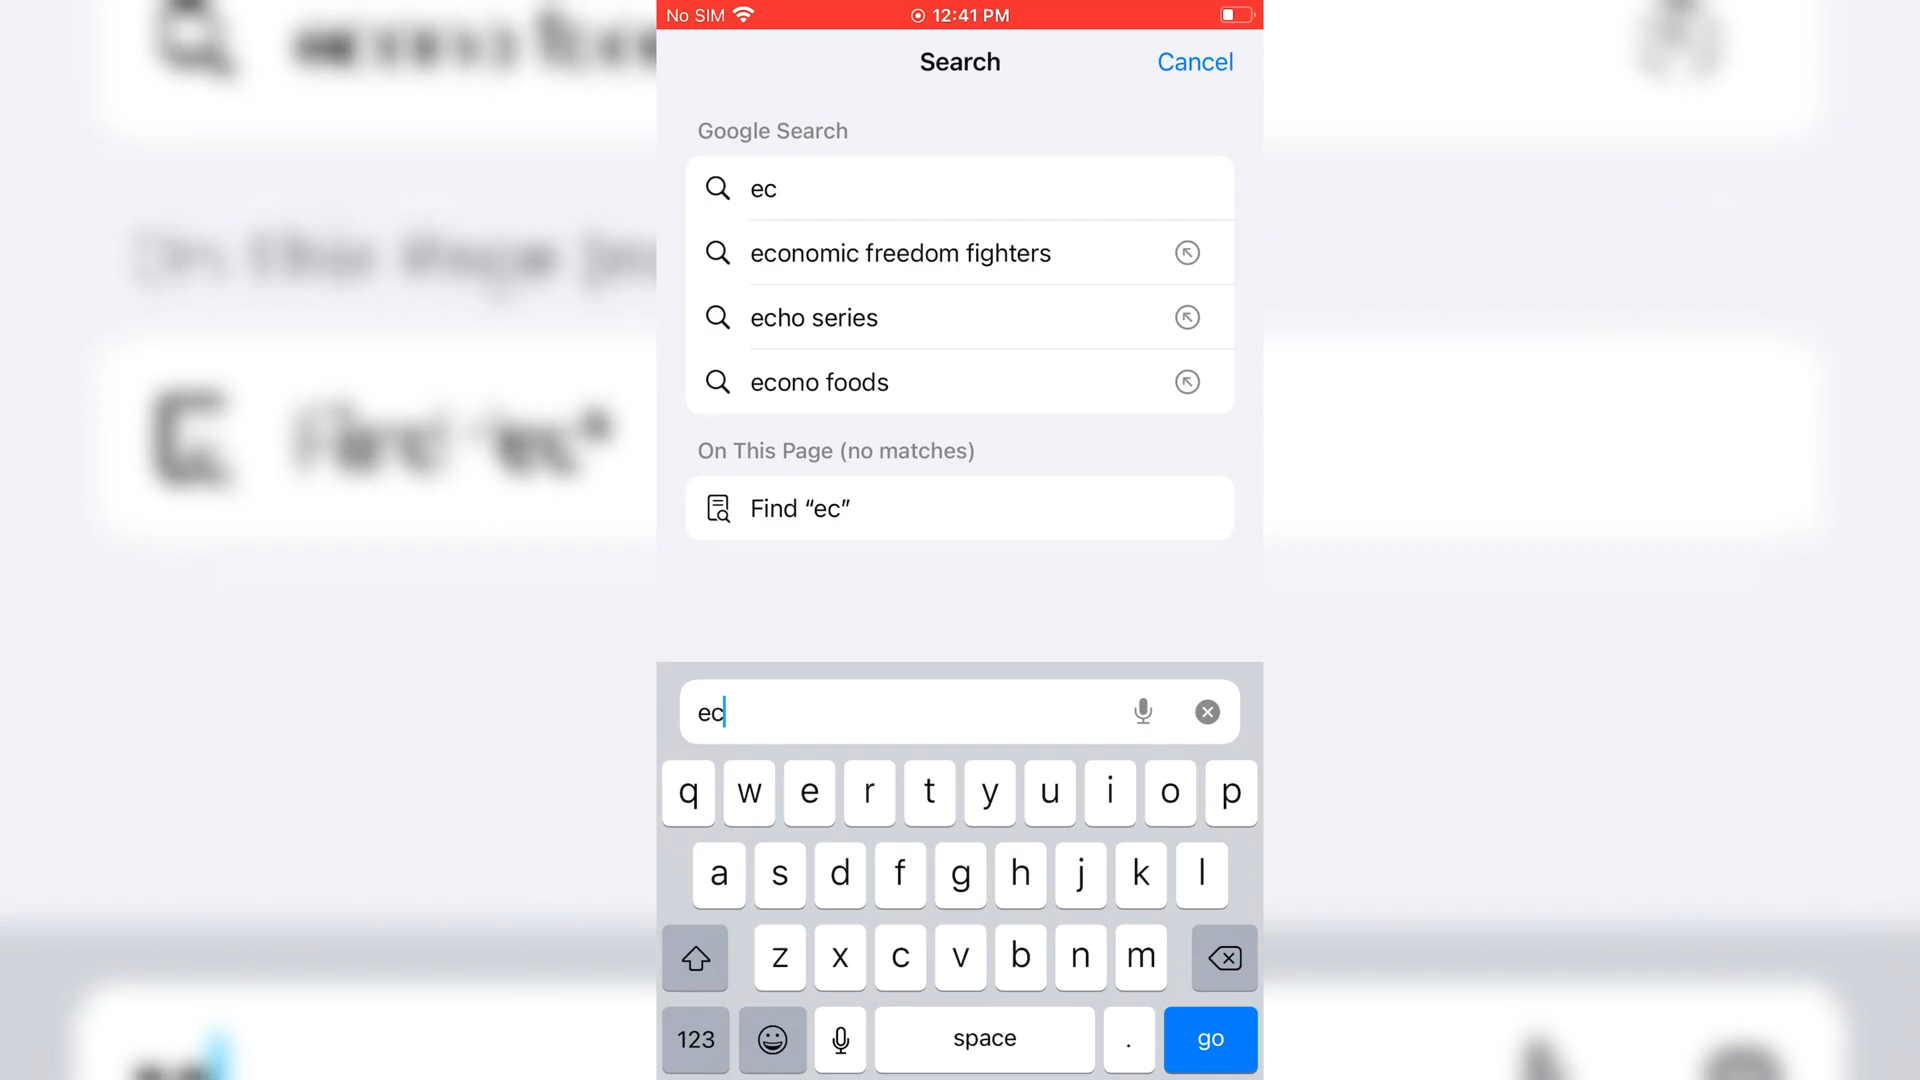 No SIM 12:41 PM
Search Cancel
Google Search
ec
economic freedom fighters
echo series
econo foods
On This Page (no matches)
Find “ec”
ec
q w e r t y u i o p
a s d f g h j k l
z x c v b n m
123 space . go